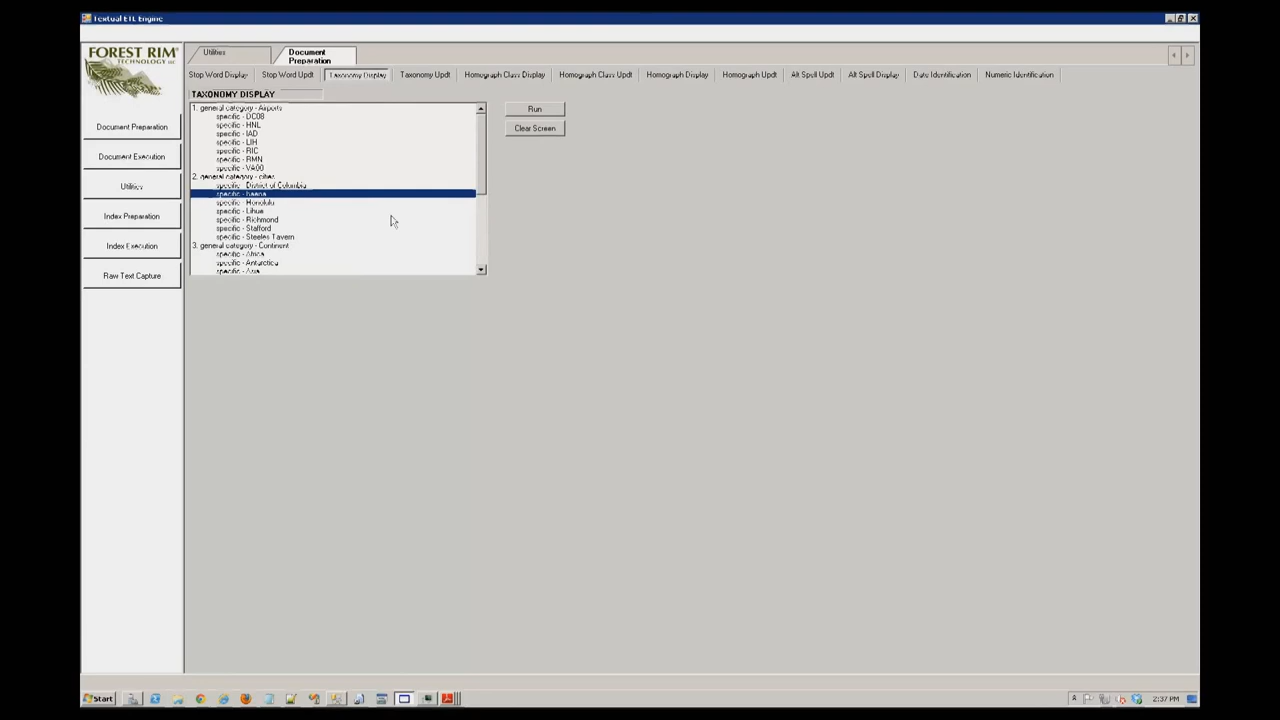 Textual ETL Engine
FOREST RIM
TECHNOLOGY LLC
Utilities
Document Preparation
Stop Word Display
Stop Word Updt
Taxonomy Display
Taxonomy Updt
Homograph Class Display
Homograph Class Updt
Homograph Display
Homograph Updt
Alt Spell Updt
Alt Spell Display
Date Identification
Numeric Identification
TAXONOMY DISPLAY
1. general category - Airports
specific - DC08
specific - HNL
specific - IAD
specific - LIH
specific - RIC
specific - RMN
specific - VA00
2. general category - cities
specific - District of Columbia
specific - haena
specific - Honolulu
specific - Lihue
specific - Richmond
specific - Stafford
specific - Steeles Tavern
3. general category - Continent
specific - Africa
specific - Antarctica
specific - Asia
Run
Clear Screen
Document Preparation
Document Execution
Utilities
Index Preparation
Index Execution
Raw Text Capture
Start
2:37 PM